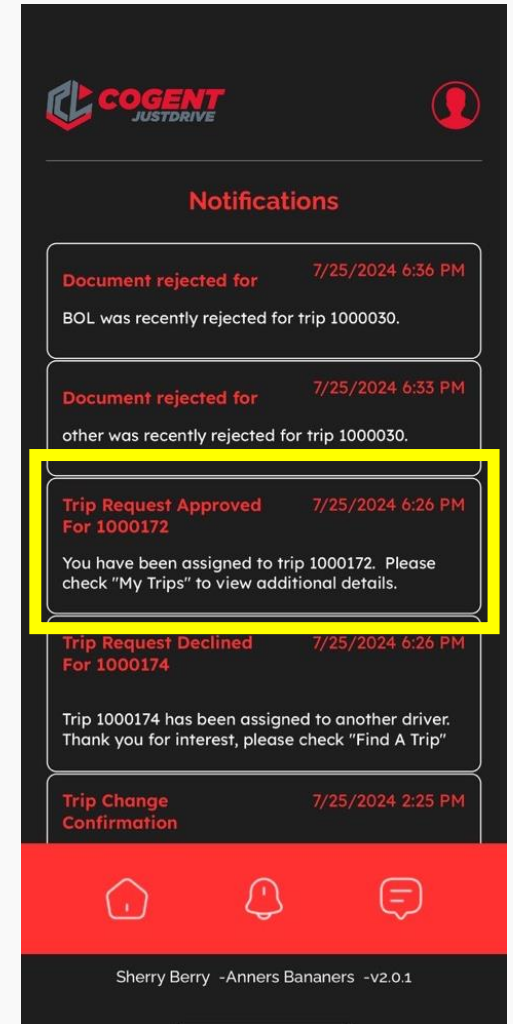 COGENT
JUSTDRIVE
Notifications
Document rejected for 7/25/2024 6:36 PM
BOL was recently rejected for trip 1000030.
Document rejected for 7/25/2024 6:33 PM
other was recently rejected for trip 1000030.
Trip Request Approved 7/25/2024 6:26 PM
For 1000172
You have been assigned to trip 1000172. Please
check "My Trips" to view additional details.
Trip Request Declined 7/25/2024 6:26 PM
For 1000174
Trip 1000174 has been assigned to another driver.
Thank you for interest, please check "Find A Trip"
Trip Change 7/25/2024 2:25 PM
Confirmation
Sherry Berry -Anners Bananers -v2.0.1